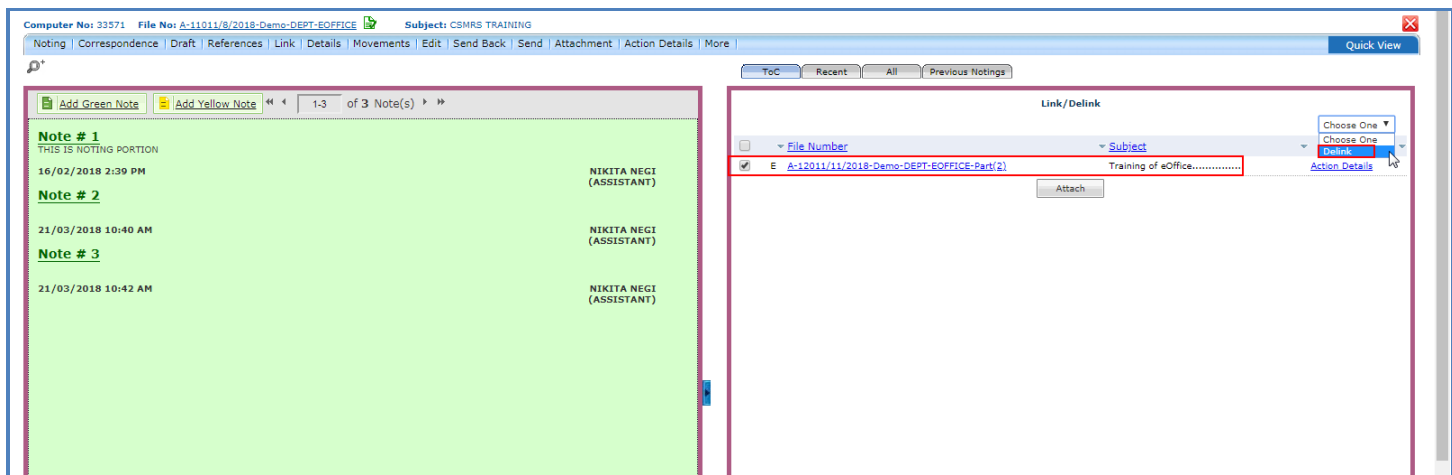 Computer No: 33571 File No: A-11011/8/2018-Demo-DEPT-EOFFICE Subject: CSMRS TRAINING
Noting | Correspondence | Draft | References | Link | Details | Movements | Edit | Send Back | Send | Attachment | Action Details | More |
Quick View
ToC Recent All Previous Notings
Add Green Note Add Yellow Note 1-3 of 3 Note(s)
Note # 1
THIS IS NOTING PORTION
16/02/2018 2:39 PM NIKITA NEGI
(ASSISTANT)
Note # 2
21/03/2018 10:40 AM NIKITA NEGI
(ASSISTANT)
Note # 3
21/03/2018 10:42 AM NIKITA NEGI
(ASSISTANT)
Link/Delink
Choose One
Choose One
Delink
File Number Subject
E A-12011/11/2018-Demo-DEPT-EOFFICE-Part(2) Training of eOffice............... Action Details
Attach